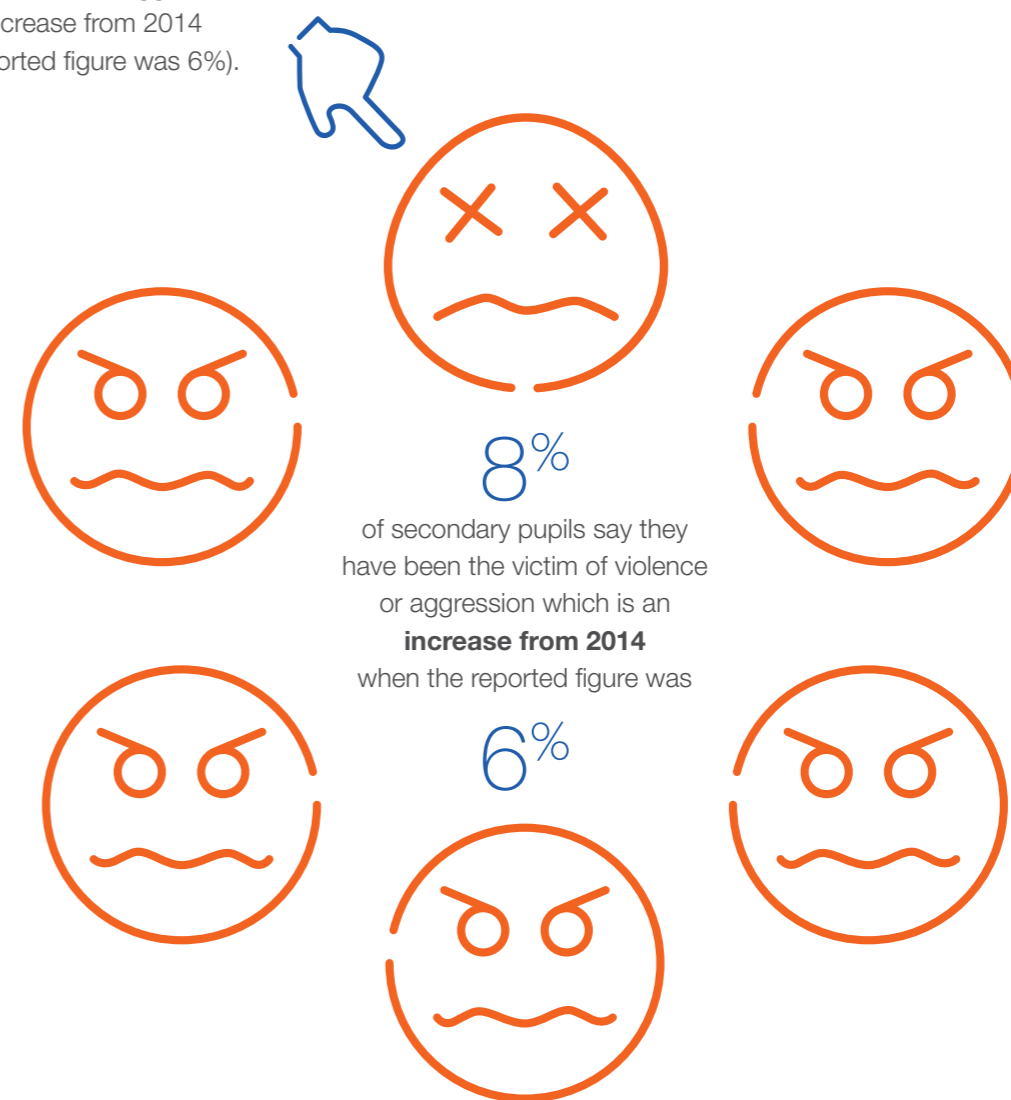 crease from 2014
orted figure was 6%).
8%
of secondary pupils say they
have been the victim of violence
or aggression which is an
increase from 2014
when the reported figure was
6%